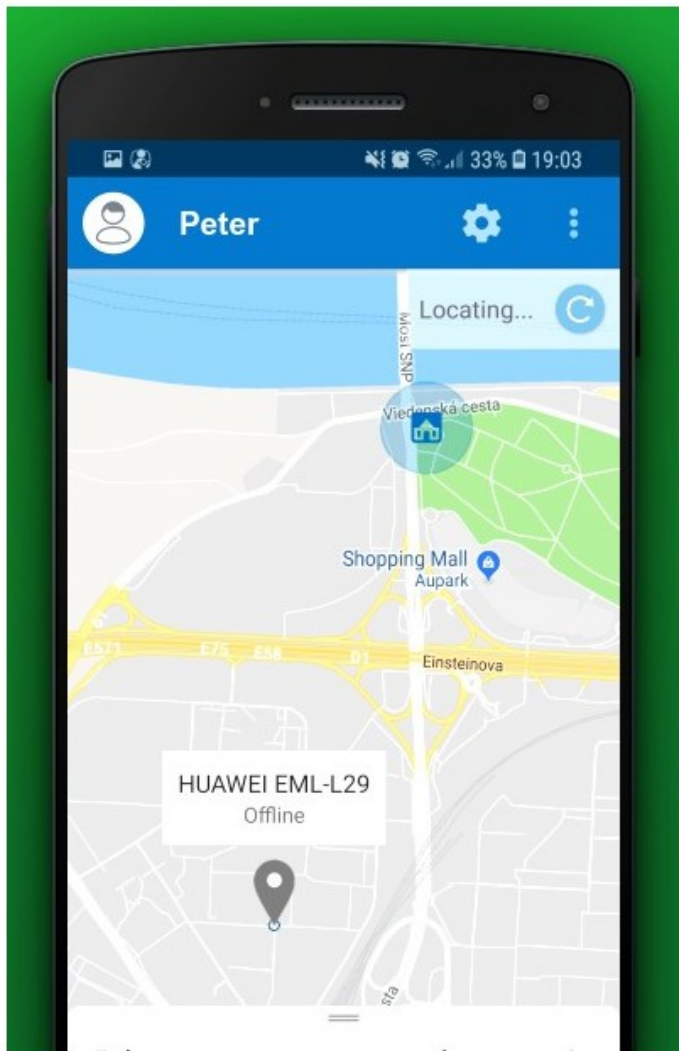 33% 19:03
Peter
Locating...
Most SNP
Viedenská cesta
Shopping Mall
Aupark
E571 E75 E58 D1 Einsteinova
HUAWEI EML-L29
Offline